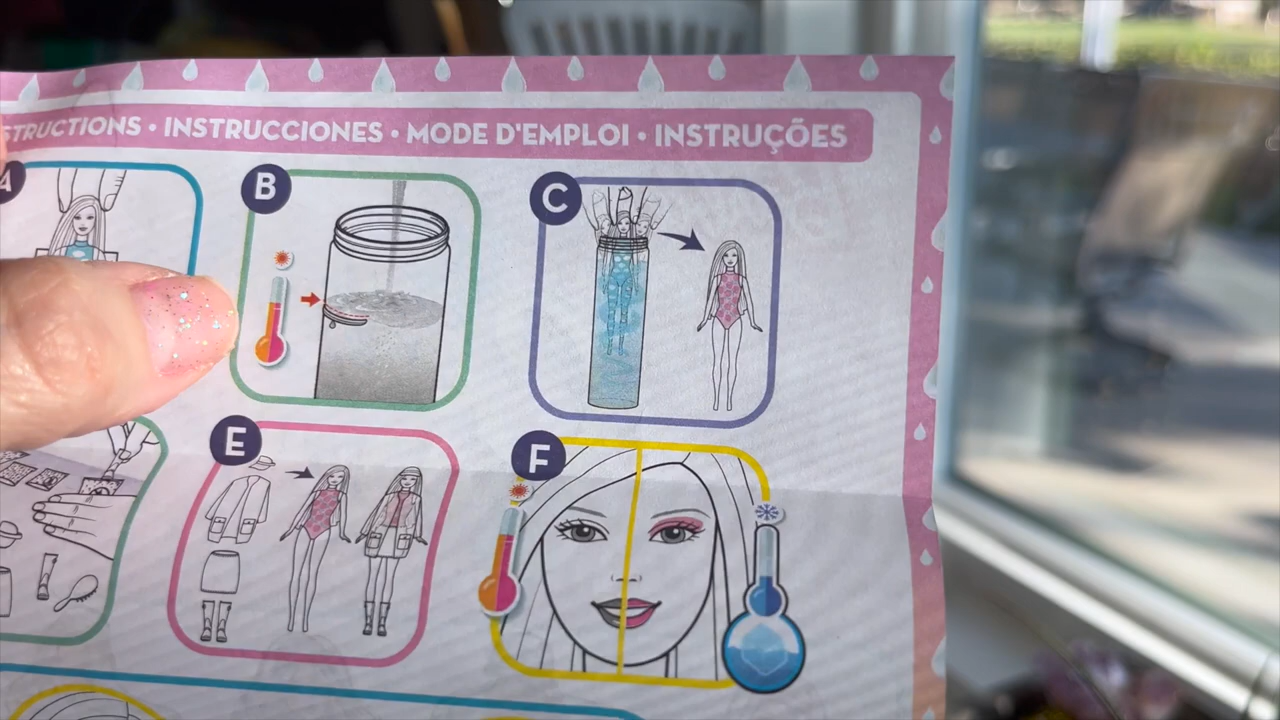 STRUCTIONS • INSTRUCCIONES • MODE D'EMPLOI • INSTRUÇÕES
A
B
C
E
F